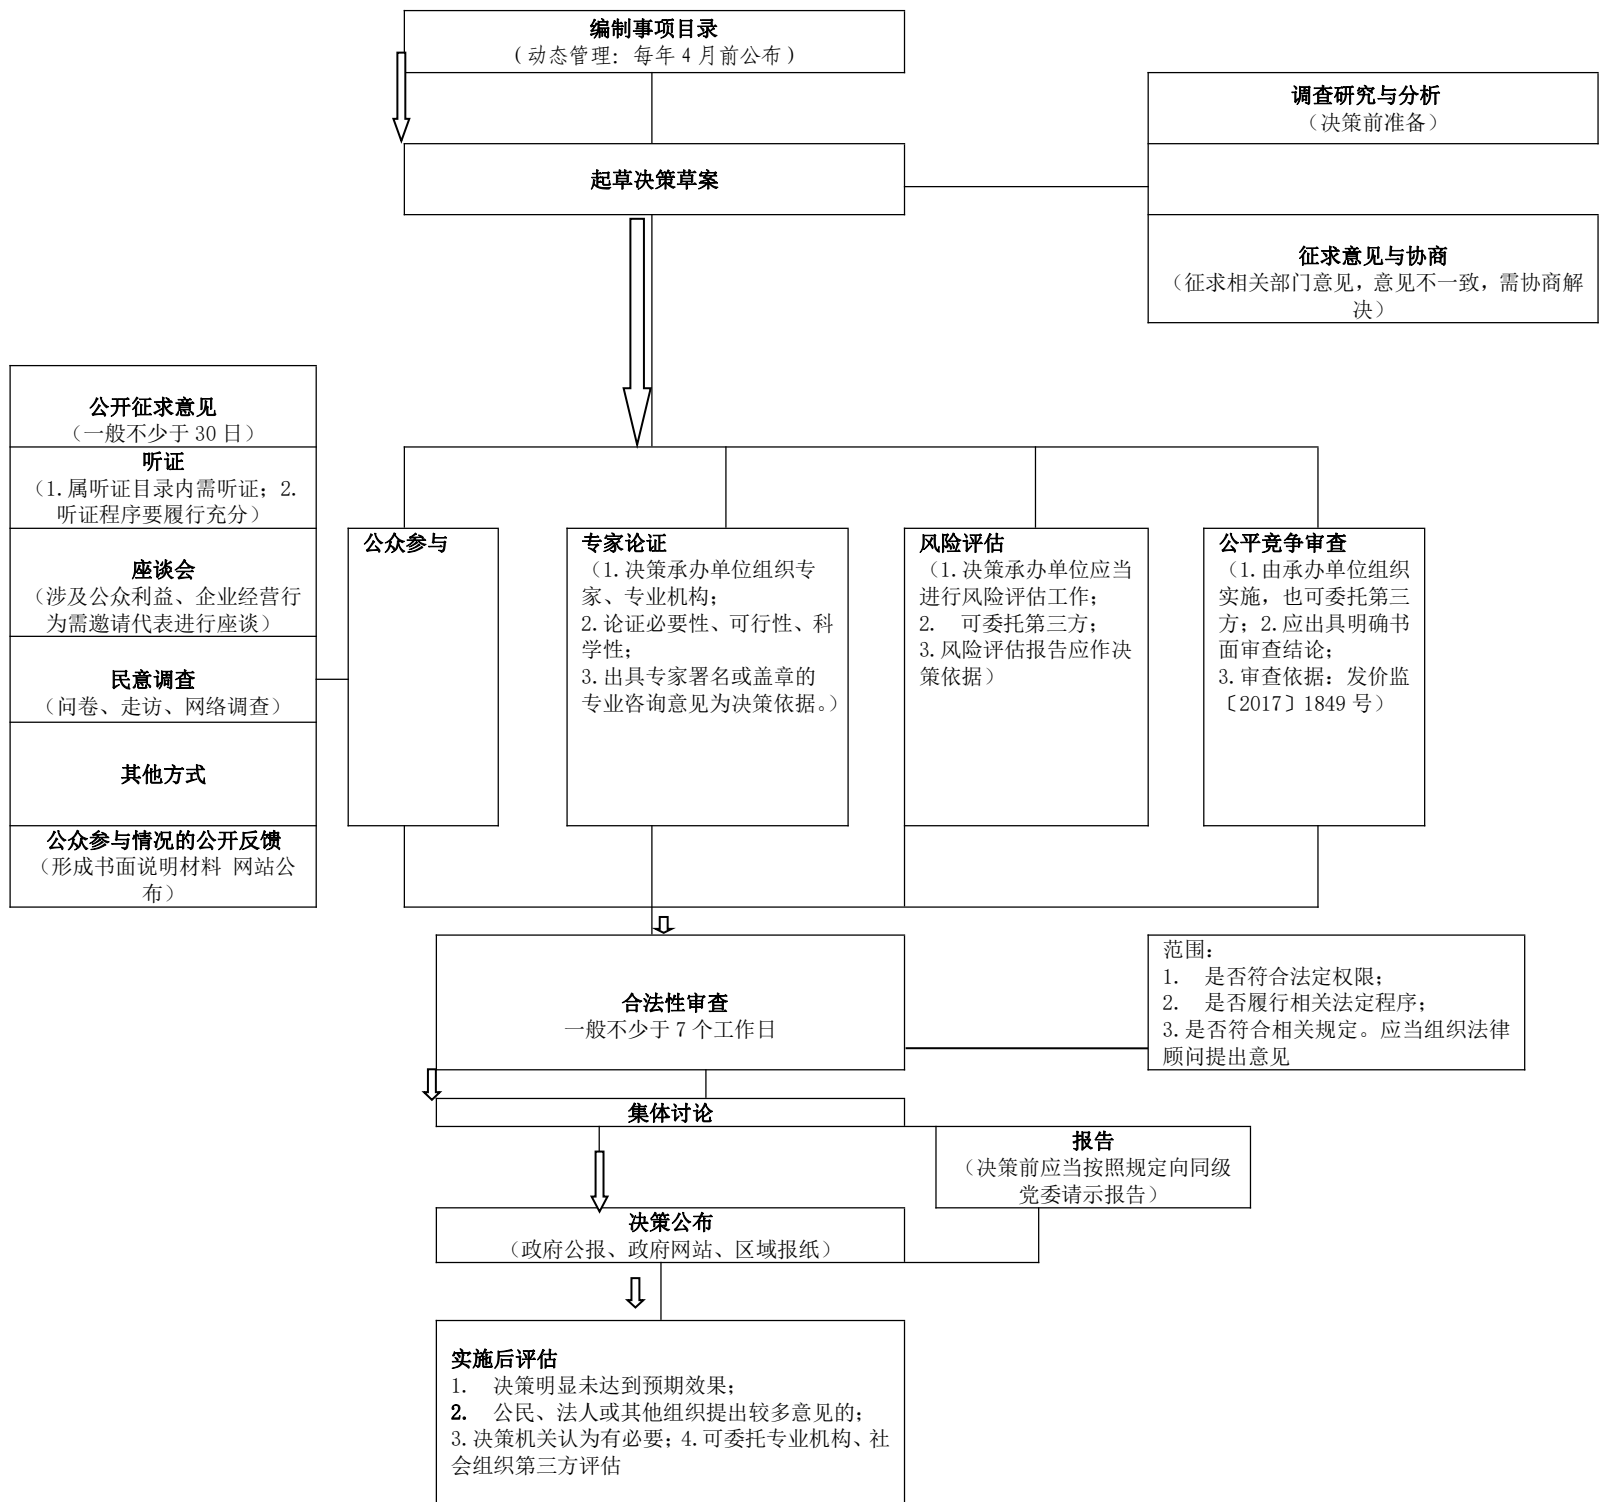 编制事项目录
(动态管理：每年 4 月前公布)
调查研究与分析
（决策前准备）
起草决策草案
征求意见与协商
（征求相关部门意见，意见不一致，需协商解
决）
公开征求意见
（一般不少于 30 日）
听证
（1.属听证目录内需听证；2.
听证程序要履行充分）
座谈会
（涉及公众利益、企业经营行
为需邀请代表进行座谈）
民意调查
（问卷、走访、网络调查）
其他方式
公众参与情况的公开反馈
（形成书面说明材料 网站公
布）
公众参与
专家论证
（1.决策承办单位组织专
家、专业机构；
2.论证必要性、可行性、科
学性；
3.出具专家署名或盖章的
专业咨询意见为决策依据。）
风险评估
（1.决策承办单位应当
进行风险评估工作；
2. 可委托第三方；
3.风险评估报告应作决
策依据）
公平竞争审查
（1.由承办单位组织
实施，也可委托第三
方；2.应出具明确书
面审查结论；
3.审查依据：发价监
〔2017〕1849 号）
合法性审查
一般不少于 7 个工作日
范围：
1. 是否符合法定权限；
2. 是否履行相关法定程序；
3.是否符合相关规定。应当组织法律
顾问提出意见
集体讨论
报告
（决策前应当按照规定向同级
党委请示报告）
决策公布
（政府公报、政府网站、区域报纸）
实施后评估
1. 决策明显未达到预期效果；
2. 公民、法人或其他组织提出较多意见的；
3.决策机关认为有必要；4.可委托专业机构、社
会组织第三方评估